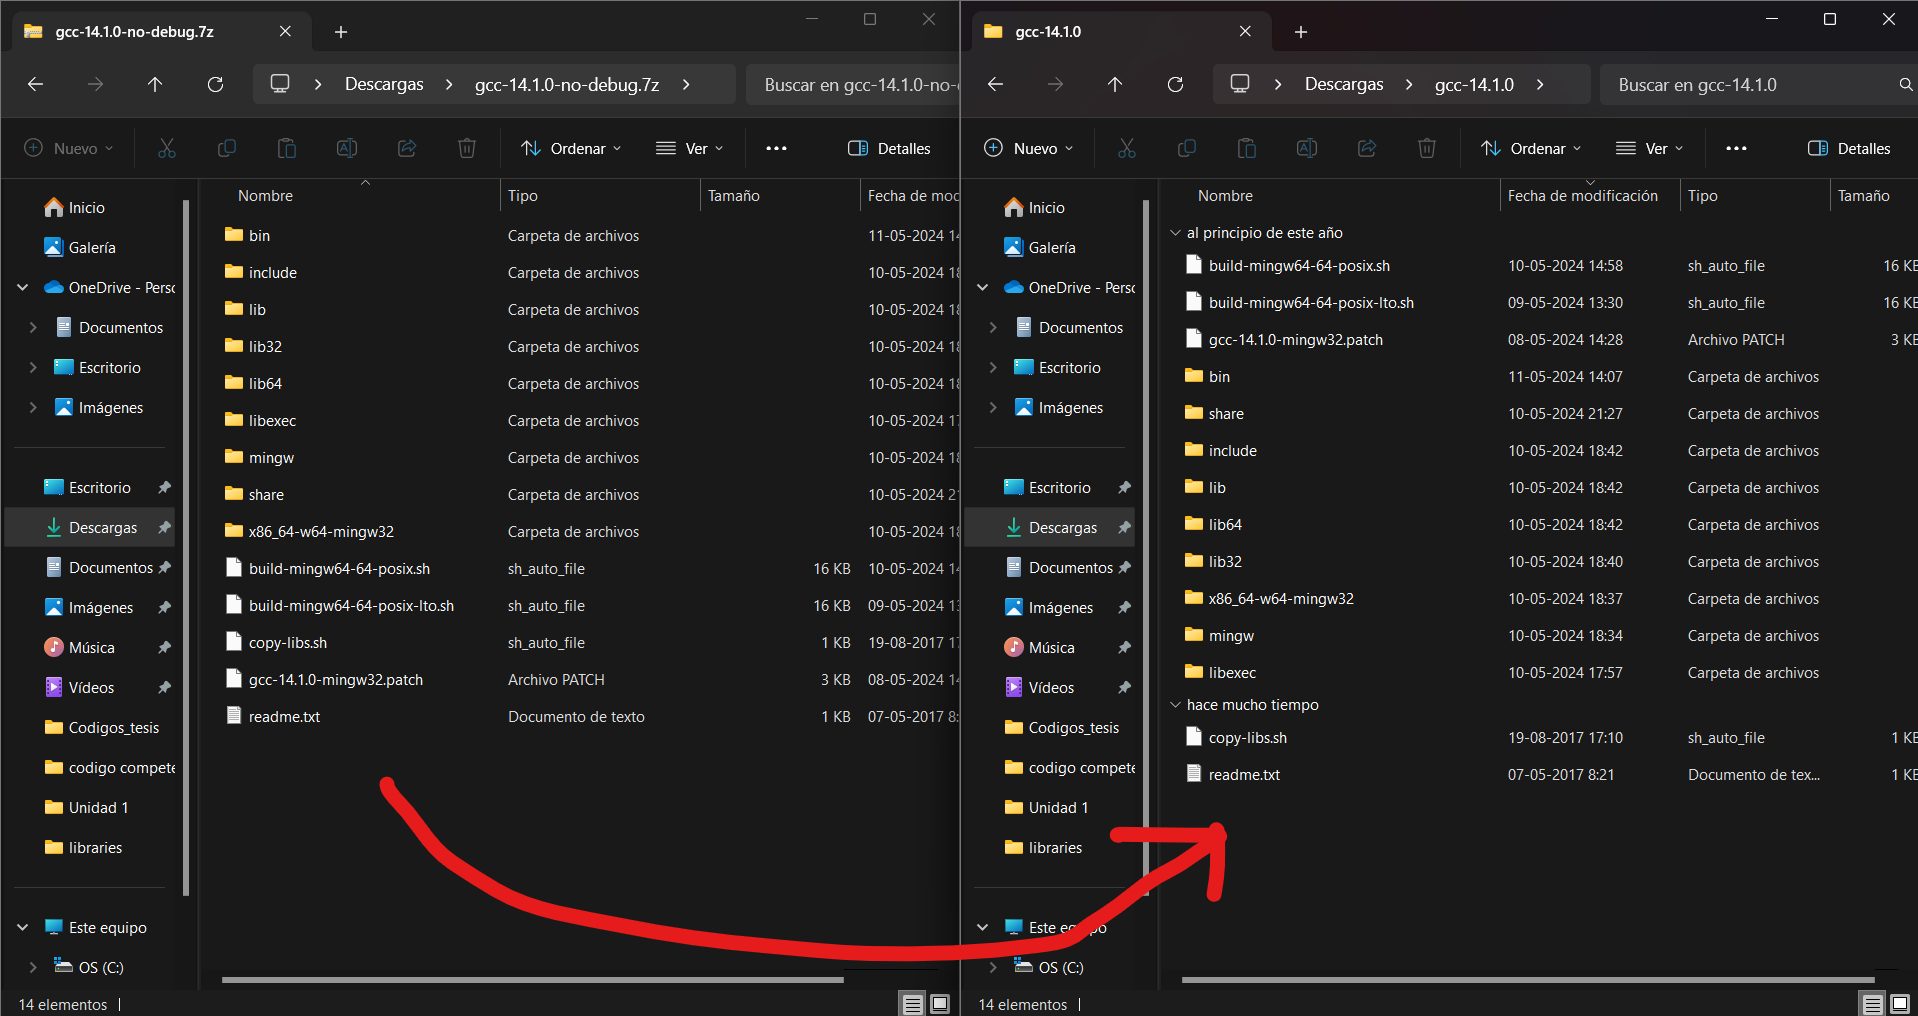 gcc-14.1.0-no-debug.7z
Descargas gcc-14.1.0-no-debug.7z Buscar en gcc-14.1.0-no-
Nuevo Ordenar Ver Detalles
Inicio
Galería
OneDrive - Perso
Documentos
Escritorio
Imágenes
Escritorio
Descargas
Documentos
Imágenes
Música
Vídeos
Codigos_tesis
codigo compete
Unidad 1
libraries
Este equipo
OS (C:)
Nombre Tipo Tamaño Fecha de mod
bin Carpeta de archivos 11-05-2024 14
include Carpeta de archivos 10-05-2024 18
lib Carpeta de archivos 10-05-2024 18
lib32 Carpeta de archivos 10-05-2024 18
lib64 Carpeta de archivos 10-05-2024 18
libexec Carpeta de archivos 10-05-2024 17
mingw Carpeta de archivos 10-05-2024 18
share Carpeta de archivos 10-05-2024 21
x86_64-w64-mingw32 Carpeta de archivos 10-05-2024 18
build-mingw64-64-posix.sh sh_auto_file 16 KB 10-05-2024 14
build-mingw64-64-posix-lto.sh sh_auto_file 16 KB 09-05-2024 13
copy-libs.sh sh_auto_file 1 KB 19-08-2017 17
gcc-14.1.0-mingw32.patch Archivo PATCH 3 KB 08-05-2024 14
readme.txt Documento de texto 1 KB 07-05-2017 8:
14 elementos
gcc-14.1.0
Descargas gcc-14.1.0 Buscar en gcc-14.1.0
Nuevo Ordenar Ver Detalles
Inicio
Galería
OneDrive - Perso
Documentos
Escritorio
Imágenes
Escritorio
Descargas
Documentos
Imágenes
Música
Vídeos
Codigos_tesis
codigo compete
Unidad 1
libraries
Este equipo
OS (C:)
Nombre Fecha de modificación Tipo Tamaño
al principio de este año
build-mingw64-64-posix.sh 10-05-2024 14:58 sh_auto_file 16 KB
build-mingw64-64-posix-lto.sh 09-05-2024 13:30 sh_auto_file 16 KB
gcc-14.1.0-mingw32.patch 08-05-2024 14:28 Archivo PATCH 3 KB
bin 11-05-2024 14:07 Carpeta de archivos
share 10-05-2024 21:27 Carpeta de archivos
include 10-05-2024 18:42 Carpeta de archivos
lib 10-05-2024 18:42 Carpeta de archivos
lib64 10-05-2024 18:42 Carpeta de archivos
lib32 10-05-2024 18:40 Carpeta de archivos
x86_64-w64-mingw32 10-05-2024 18:37 Carpeta de archivos
mingw 10-05-2024 18:34 Carpeta de archivos
libexec 10-05-2024 17:57 Carpeta de archivos
hace mucho tiempo
copy-libs.sh 19-08-2017 17:10 sh_auto_file 1 KB
readme.txt 07-05-2017 8:21 Documento de tex... 1 KB
14 elementos